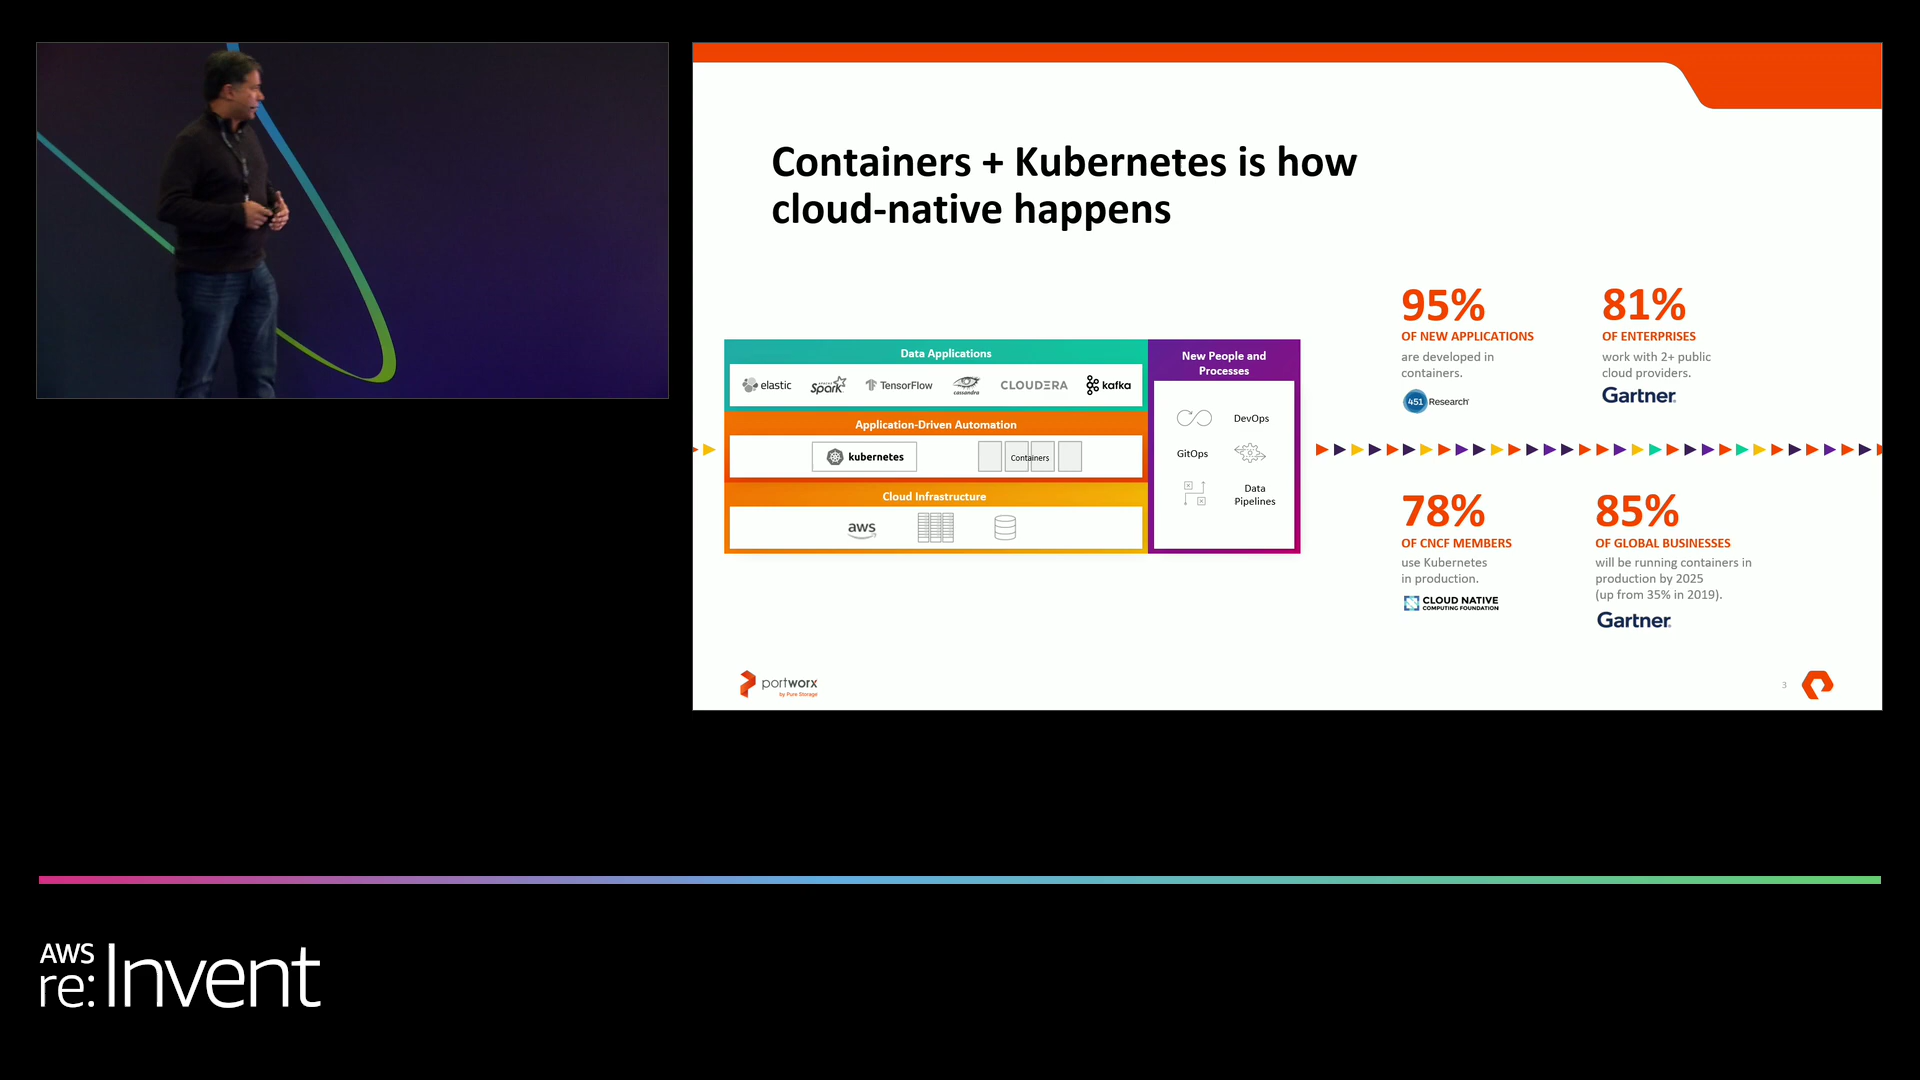 Containers + Kubernetes is how
cloud-native happens
Data Applications
elastic
APACHE
Spark
TensorFlow
cassandra
CLOUDERA
kafka
Application-Driven Automation
kubernetes
Containers
Cloud Infrastructure
aws
New People and
Processes
DevOps
GitOps
Data
Pipelines
95%
OF NEW APPLICATIONS
are developed in
containers.
451 Research
81%
OF ENTERPRISES
work with 2+ public
cloud providers.
Gartner
78%
OF CNCF MEMBERS
use Kubernetes
in production.
CLOUD NATIVE
COMPUTING FOUNDATION
85%
OF GLOBAL BUSINESSES
will be running containers in
production by 2025
(up from 35% in 2019).
Gartner
portworx
by Pure Storage
3
AWS
re:Invent